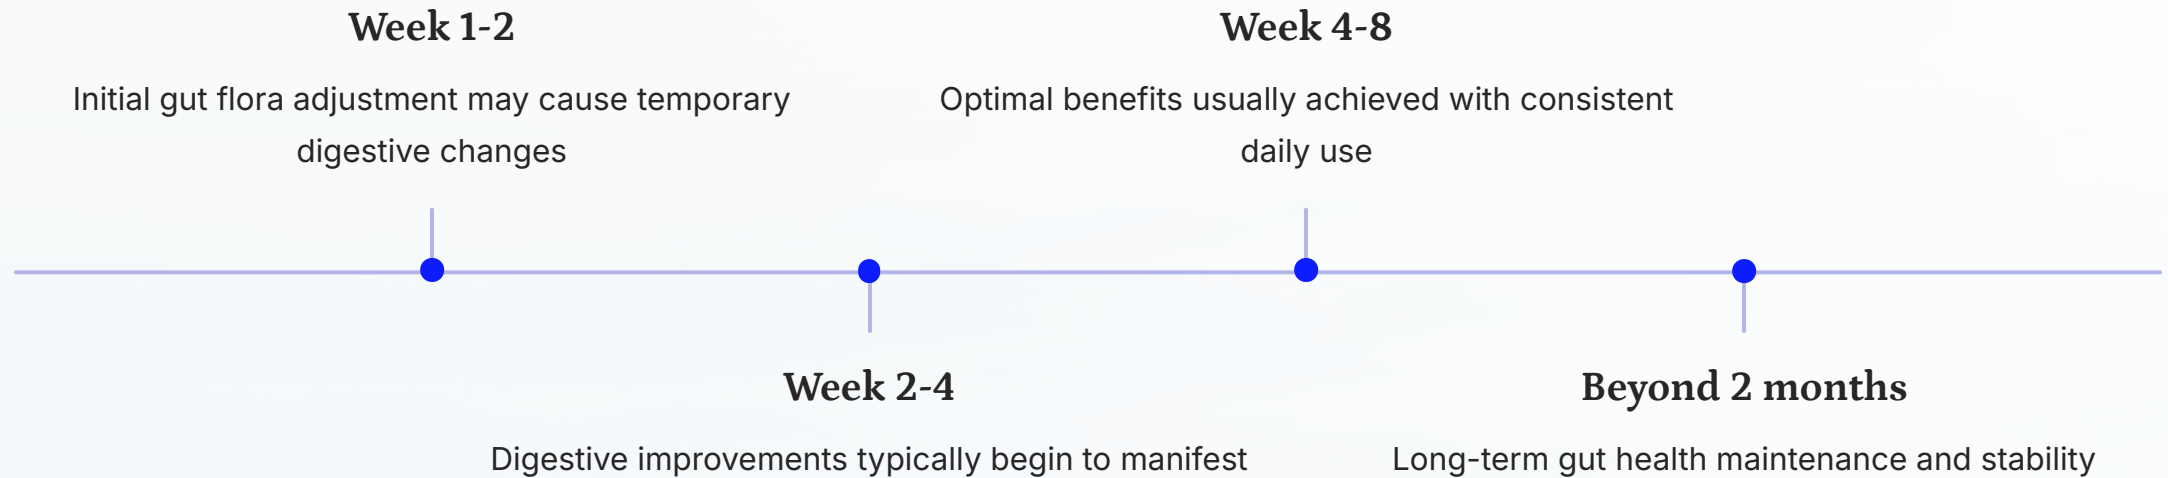 Week 1-2
Initial gut flora adjustment may cause temporary
digestive changes
Week 2-4
Digestive improvements typically begin to manifest
Week 4-8
Optimal benefits usually achieved with consistent
daily use
Beyond 2 months
Long-term gut health maintenance and stability